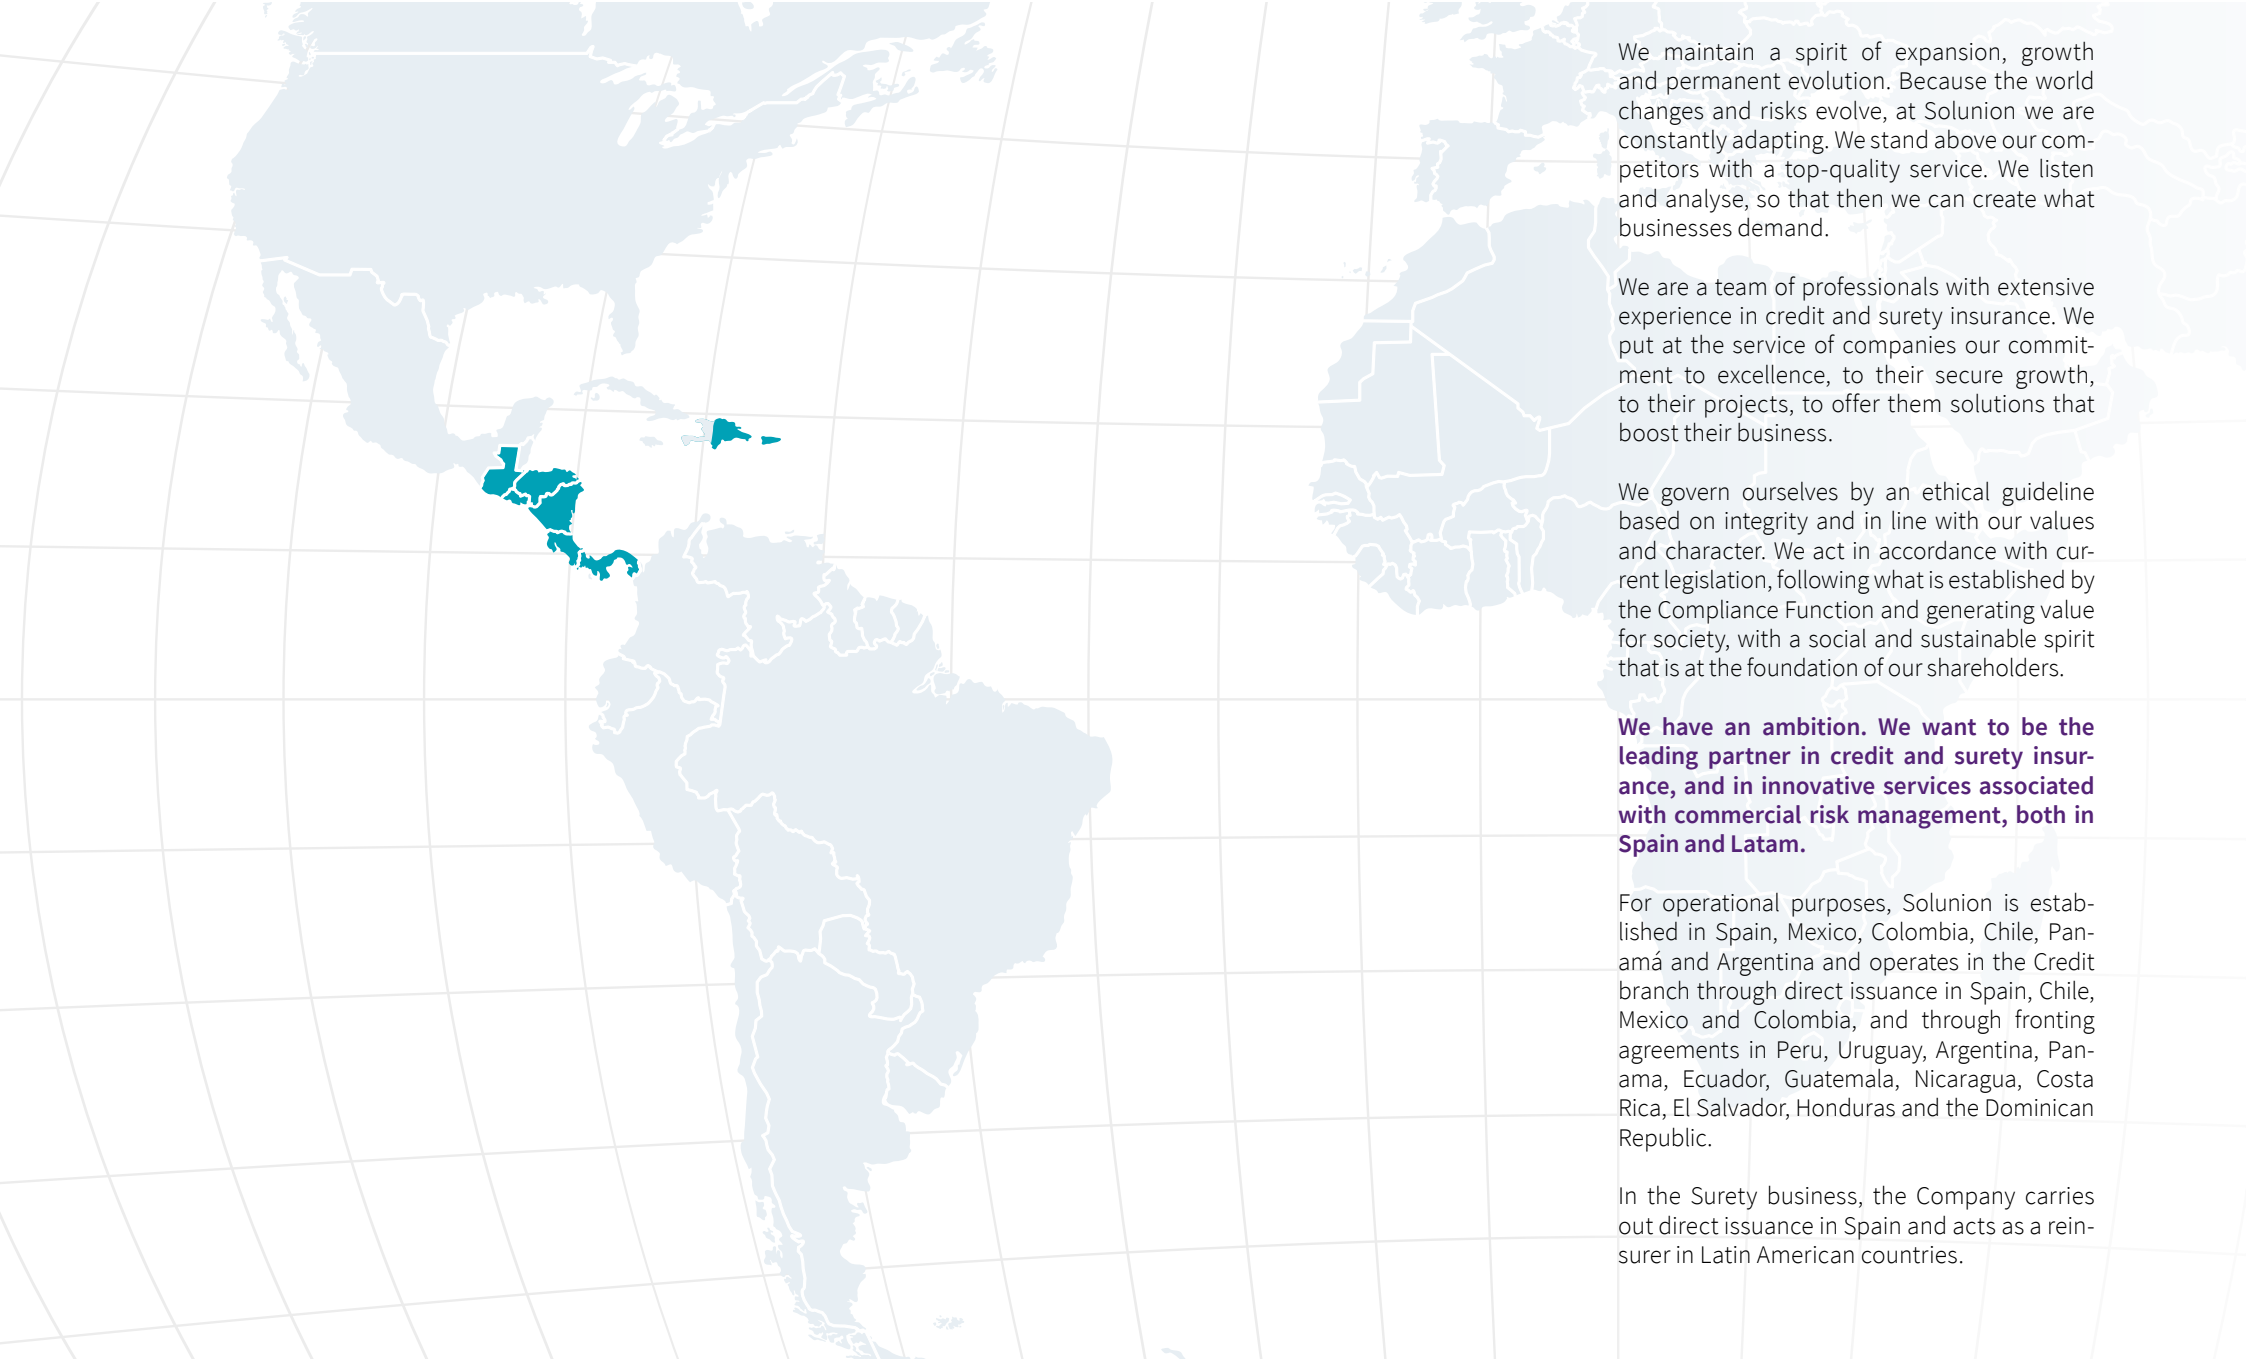 We maintain a spirit of expansion, growth
and permanent evolution. Because the world
changes and risks evolve, at Solunion we are
constantly adapting. We stand above our com-
petitors with a top-quality service. We listen
and analyse, so that then we can create what
businesses demand.
We are a team of professionals with extensive
experience in credit and surety insurance. We
put at the service of companies our commit-
ment to excellence, to their secure growth,
to their projects, to offer them solutions that
boost their business.
We govern ourselves by an ethical guideline
based on integrity and in line with our values
and character. We act in accordance with cur-
rent legislation, following what is established by
the Compliance Function and generating value
for society, with a social and sustainable spirit
that is at the foundation of our shareholders.
We have an ambition. We want to be the
leading partner in credit and surety insur-
ance, and in innovative services associated
with commercial risk management, both in
Spain and Latam.
For operational purposes, Solunion is estab-
lished in Spain, Mexico, Colombia, Chile, Pan-
amá and Argentina and operates in the Credit
branch through direct issuance in Spain, Chile,
Mexico and Colombia, and through fronting
agreements in Peru, Uruguay, Argentina, Pan-
ama, Ecuador, Guatemala, Nicaragua, Costa
Rica, El Salvador, Honduras and the Dominican
Republic.
In the Surety business, the Company carries
out direct issuance in Spain and acts as a rein-
surer in Latin American countries.